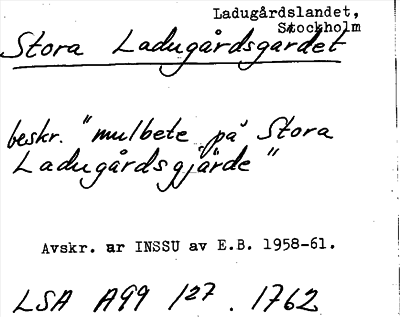 Ladugårdslandet,
Stockholm
Stora Ladugårdsgardet
beskr. "mulbete på Stora
Ladugårdsgjärde"
Avskr. ar INSSU av E.B. 1958-61.
LSA A99 127. 1762